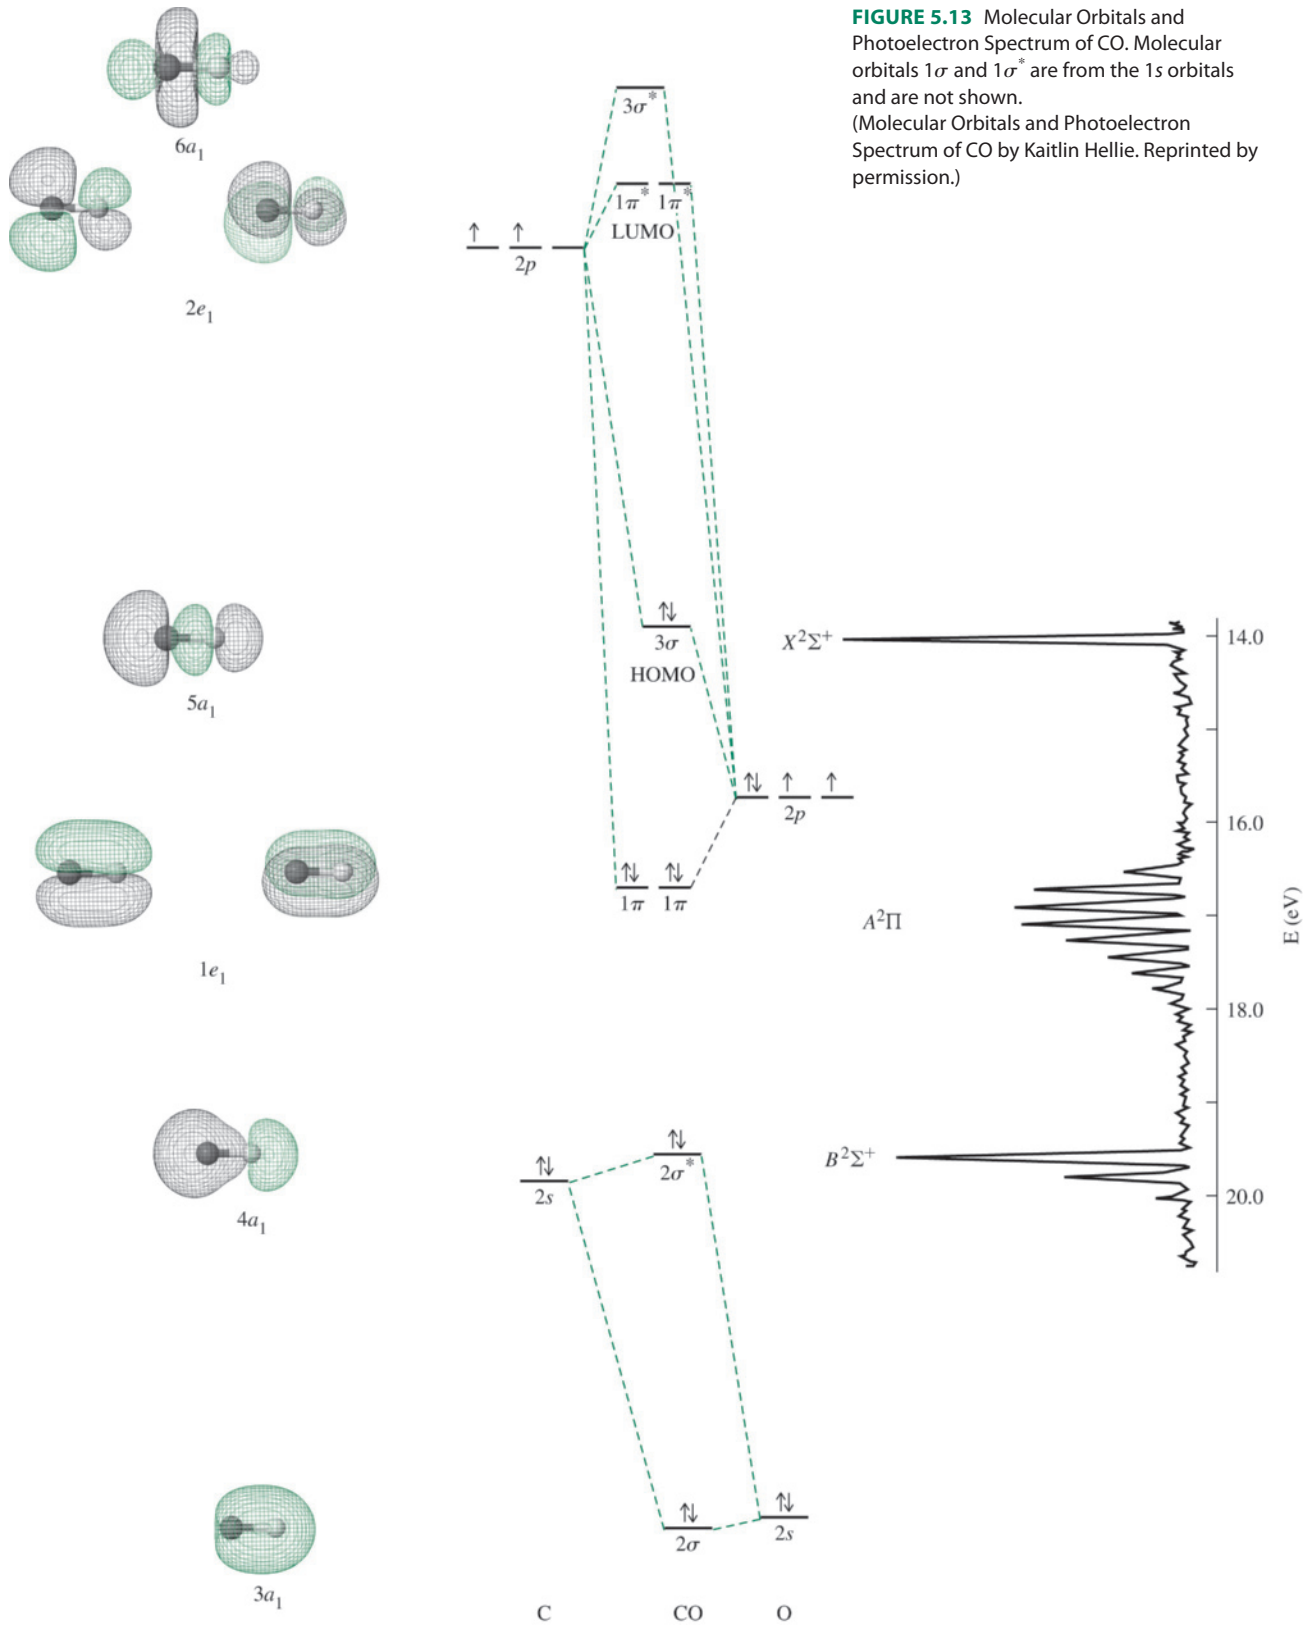 FIGURE 5.13 Molecular Orbitals and
Photoelectron Spectrum of CO. Molecular
orbitals 1σ and 1σ* are from the 1s orbitals
and are not shown.
(Molecular Orbitals and Photoelectron
Spectrum of CO by Kaitlin Hellie. Reprinted by
permission.)
6a₁
3σ*
1π* 1π*
LUMO
2p
2e₁
3σ
HOMO
X²Σ⁺
14.0
5a₁
2p
16.0
1π 1π
A²Π
E (eV)
1e₁
18.0
B²Σ⁺
2σ*
2s
20.0
4a₁
2σ
2s
3a₁
C CO O